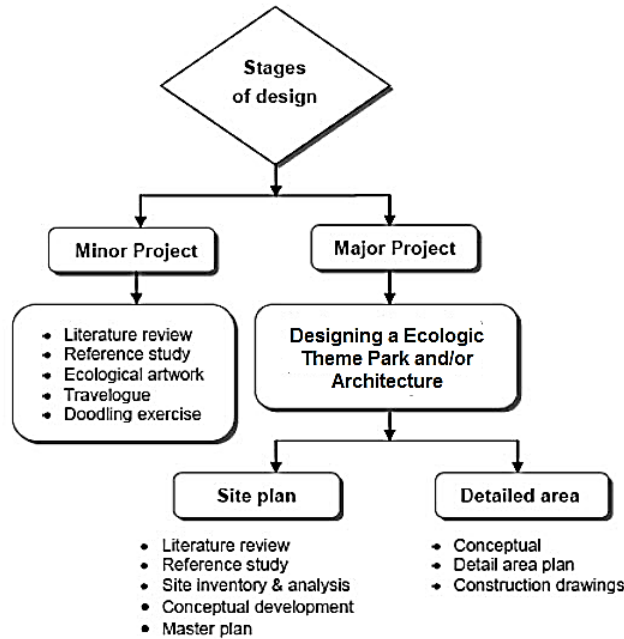 Stages
of design
Minor Project
Major Project
Literature review
Reference study
Ecological artwork
Travelogue
Doodling exercise
Designing a Ecologic
Theme Park and/or
Architecture
Site plan
Detailed area
Literature review
Reference study
Site inventory & analysis
Conceptual development
Master plan
Conceptual
Detail area plan
Construction drawings